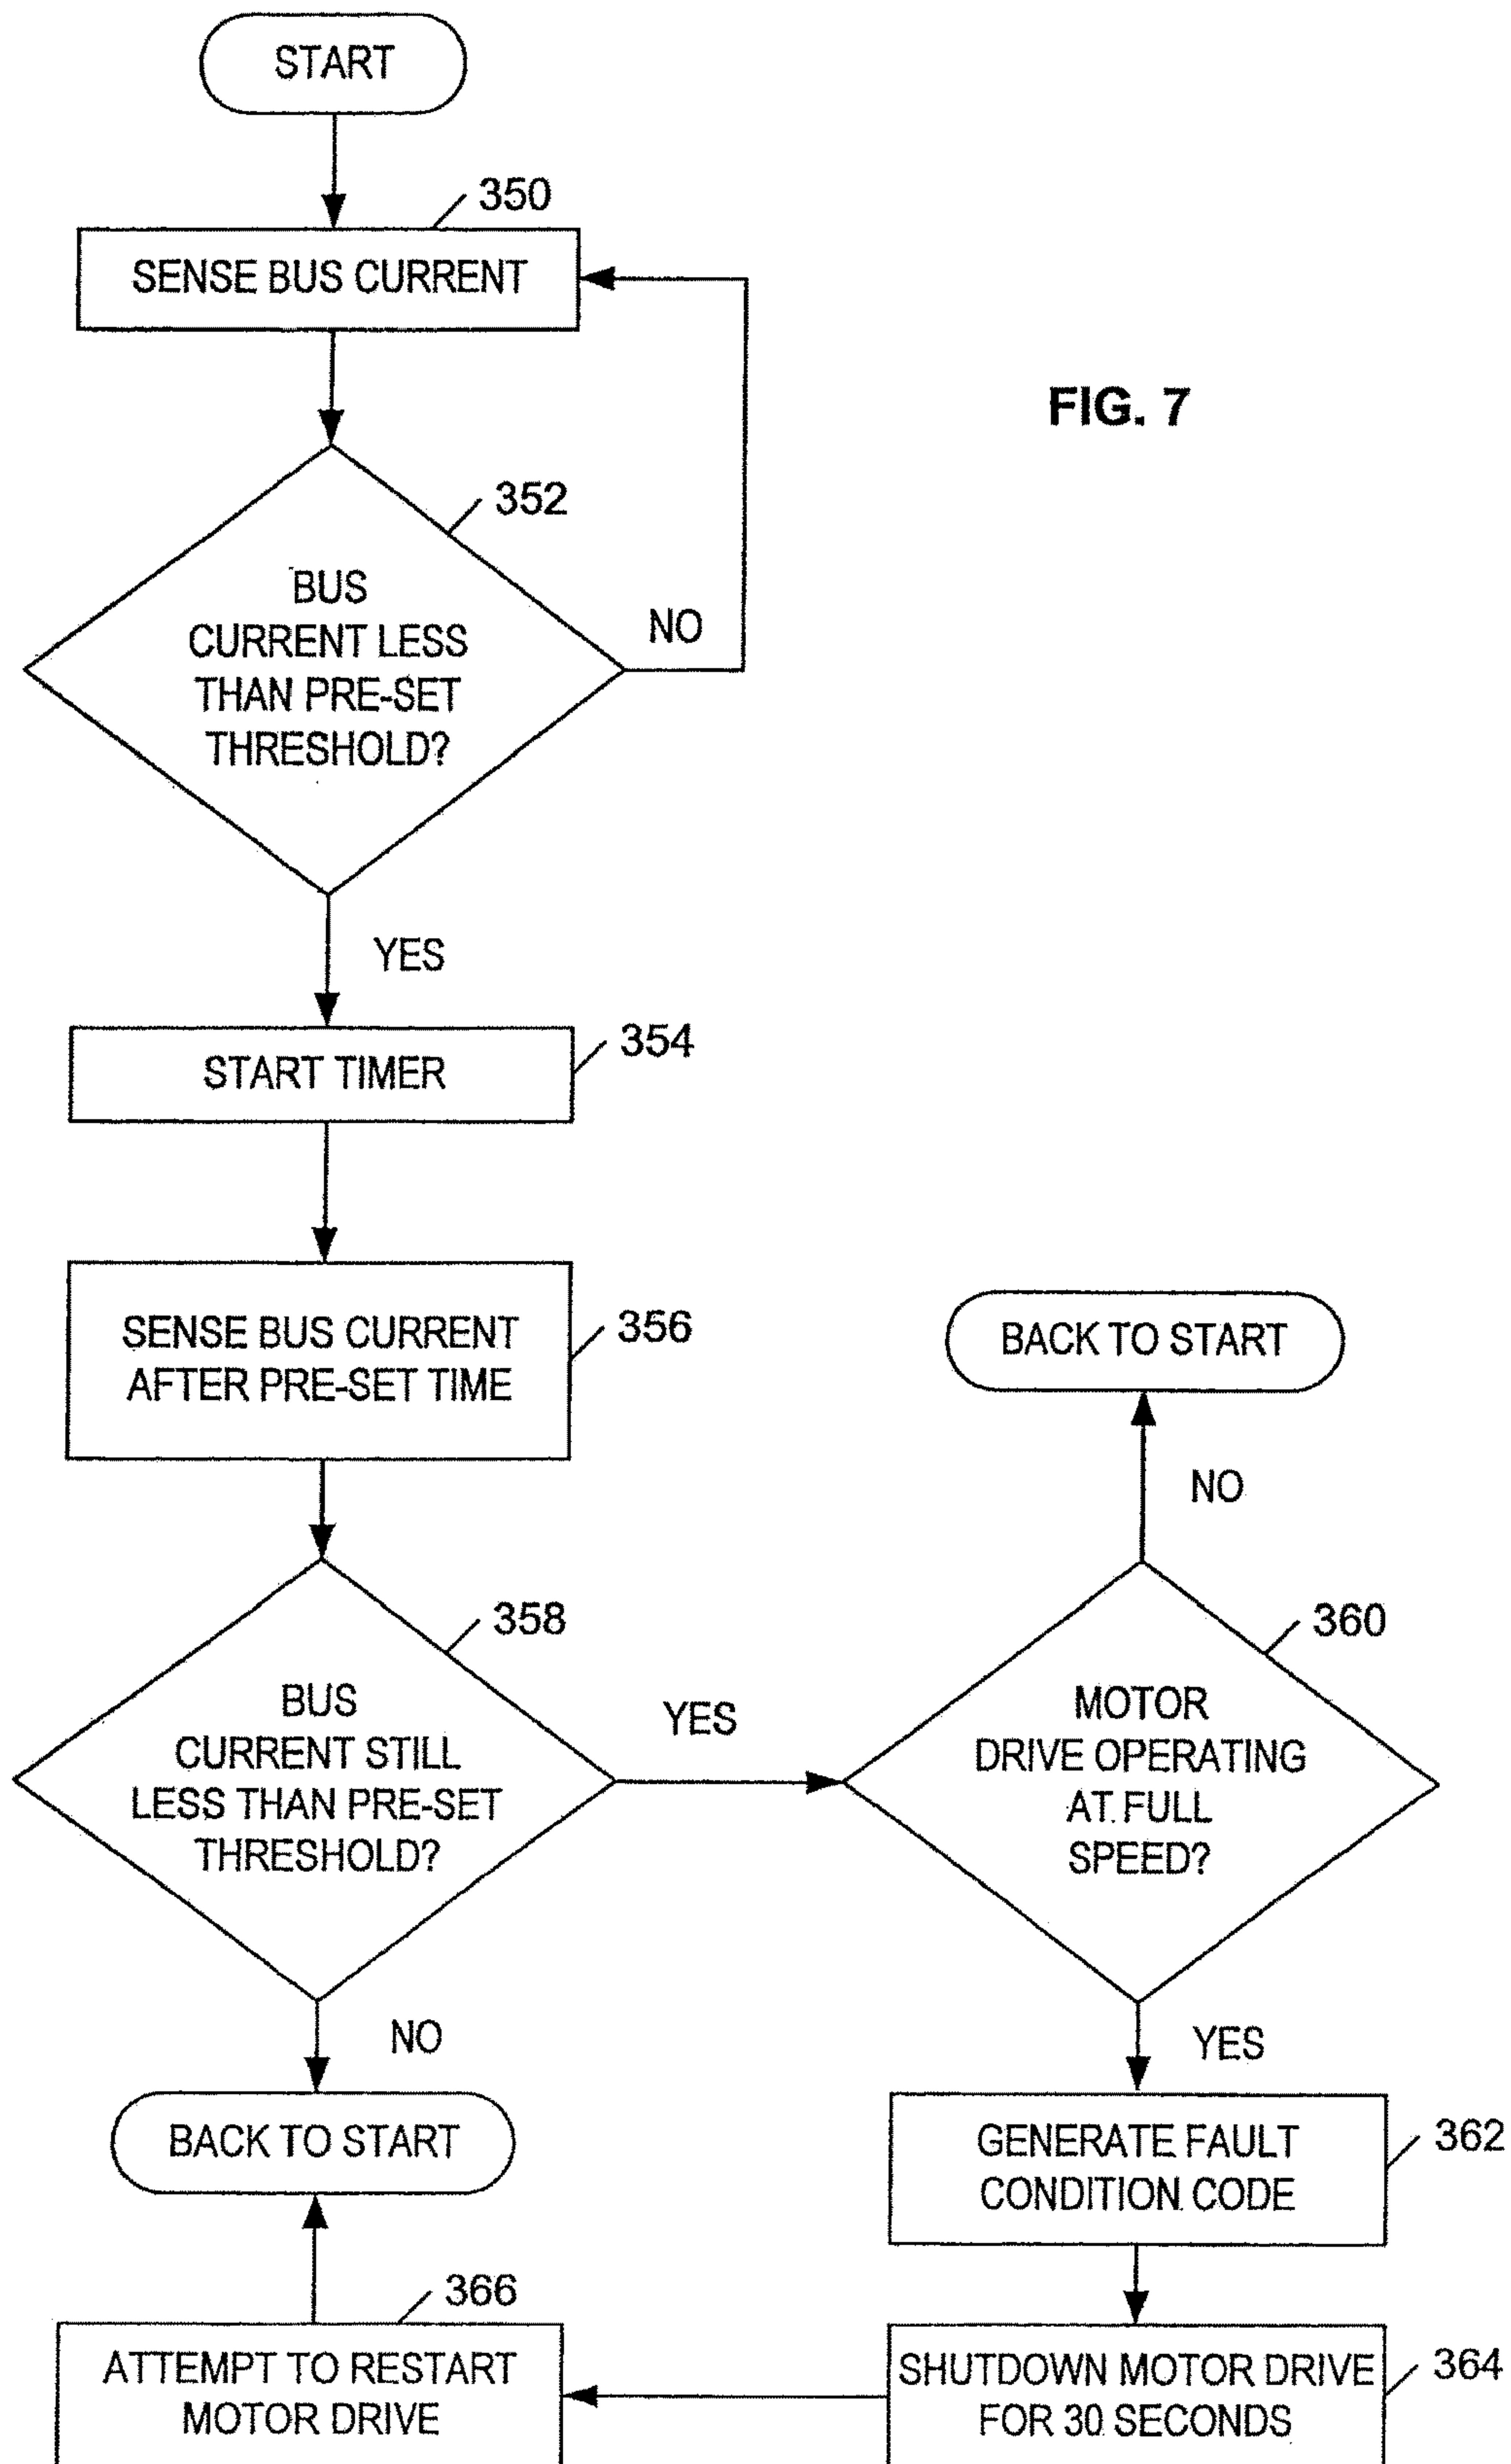 START
350
SENSE BUS CURRENT
FIG. 7
352
BUS
CURRENT LESS
THAN PRE-SET
THRESHOLD?
NO
YES
354
START TIMER
356
SENSE BUS CURRENT
AFTER PRE-SET TIME
BACK TO START
NO
358
BUS
CURRENT STILL
LESS THAN PRE-SET
THRESHOLD?
YES
360
MOTOR
DRIVE OPERATING
AT FULL
SPEED?
NO
BACK TO START
YES
362
GENERATE FAULT
CONDITION CODE
366
ATTEMPT TO RESTART
MOTOR DRIVE
364
SHUTDOWN MOTOR DRIVE
FOR 30 SECONDS